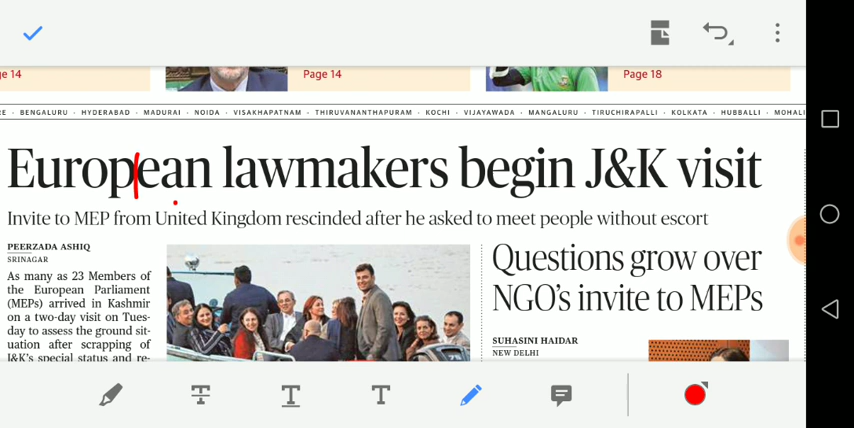 Page 14
Page 18
BENGALURU · HYDERABAD · MADURAI · NOIDA · VISAKHAPATNAM · THIRUVANANTHAPURAM · KOCHI · VIJAYAWADA · MANGALURU · TIRUCHIRAPALLI · KOLKATA · HUBBALLI ·
European lawmakers begin J&K visit
Invite to MEP from United Kingdom rescinded after he asked to meet people without escort
PEERZADA ASHIQ
SRINAGAR
As many as 23 Members of
the European Parliament
(MEPs) arrived in Kashmir
on a two-day visit on Tues-
day to assess the ground sit-
uation after scrapping of
J&K's special status and re-
Questions grow over
NGO's invite to MEPs
SUHASINI HAIDAR
NEW DELHI